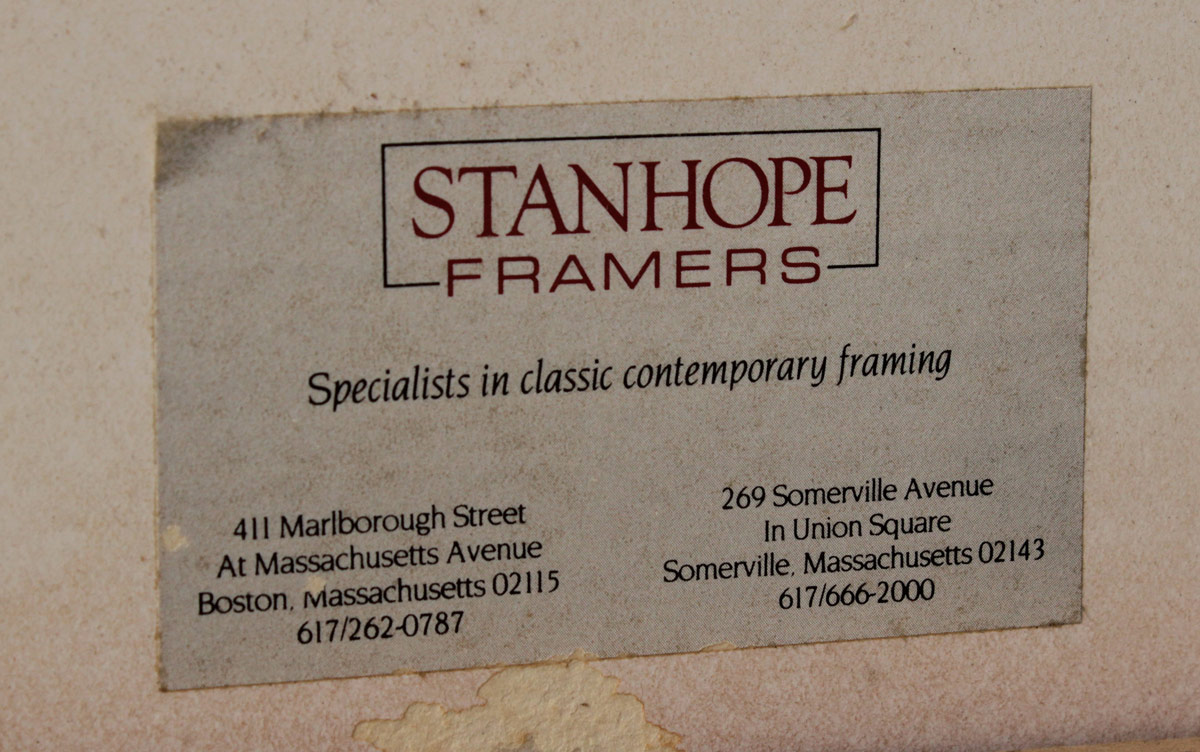 STANHOPE
FRAMERS
Specialists in classic contemporary framing
411 Marlborough Street
At Massachusetts Avenue
Boston, Massachusetts 02115
617/262-0787
269 Somerville Avenue
In Union Square
Somerville, Massachusetts 02143
617/666-2000